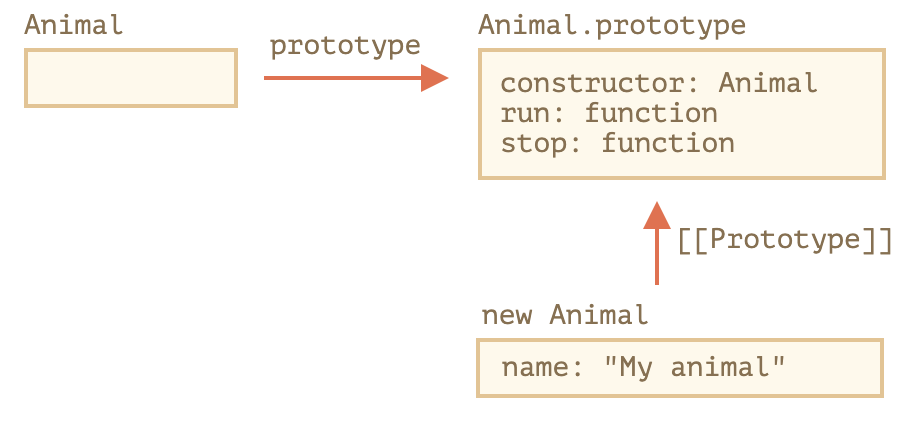 Animal
prototype
Animal.prototype
constructor: Animal
run: function
stop: function
[[Prototype]]
new Animal
name: "My animal"